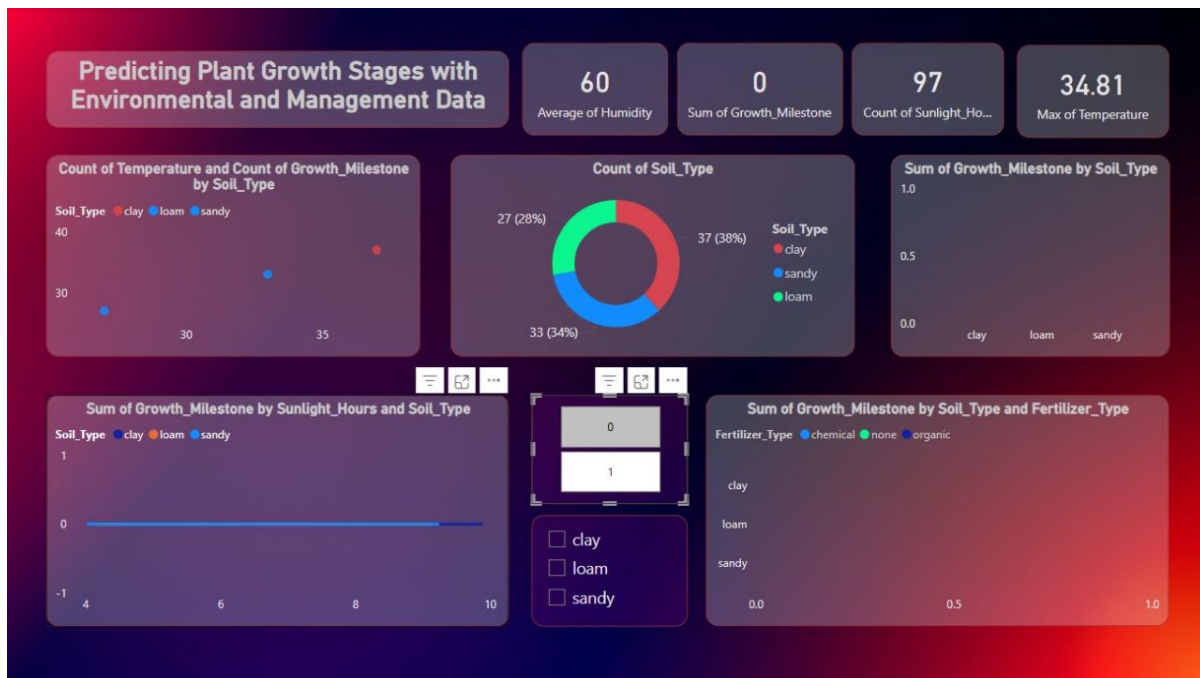 Predicting Plant Growth Stages with
Environmental and Management Data
60
Average of Humidity
0
Sum of Growth_Milestone
97
Count of Sunlight_Ho...
34.81
Max of Temperature
Count of Temperature and Count of Growth_Milestone
by Soil_Type
Soil_Type clay loam sandy
40
30
30 35
Count of Soil_Type
27 (28%)
37 (38%)
33 (34%)
Soil_Type
clay
sandy
loam
Sum of Growth_Milestone by Soil_Type
1.0
0.5
0.0
clay loam sandy
Sum of Growth_Milestone by Sunlight_Hours and Soil_Type
Soil_Type clay loam sandy
1
0
-1
4 6 8 10
0
1
clay
loam
sandy
Sum of Growth_Milestone by Soil_Type and Fertilizer_Type
Fertilizer_Type chemical none organic
clay
loam
sandy
0.0 0.5 1.0